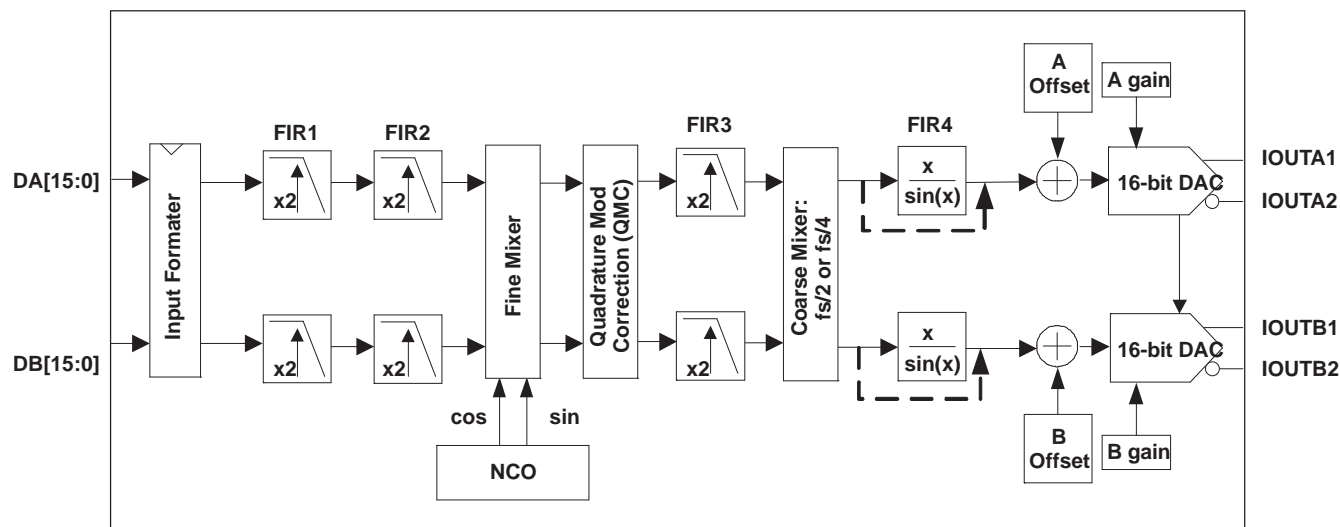 A
Offset
A gain
FIR1
FIR2
FIR3
FIR4
DA[15:0]
Input Formater
x2
x2
Fine Mixer
Quadrature Mod
Correction (QMC)
x2
Coarse Mixer:
fs/2 or fs/4
x
sin(x)
16-bit DAC
IOUTA1
IOUTA2
DB[15:0]
x2
x2
x2
x
sin(x)
16-bit DAC
IOUTB1
IOUTB2
cos
sin
NCO
B
Offset
B gain